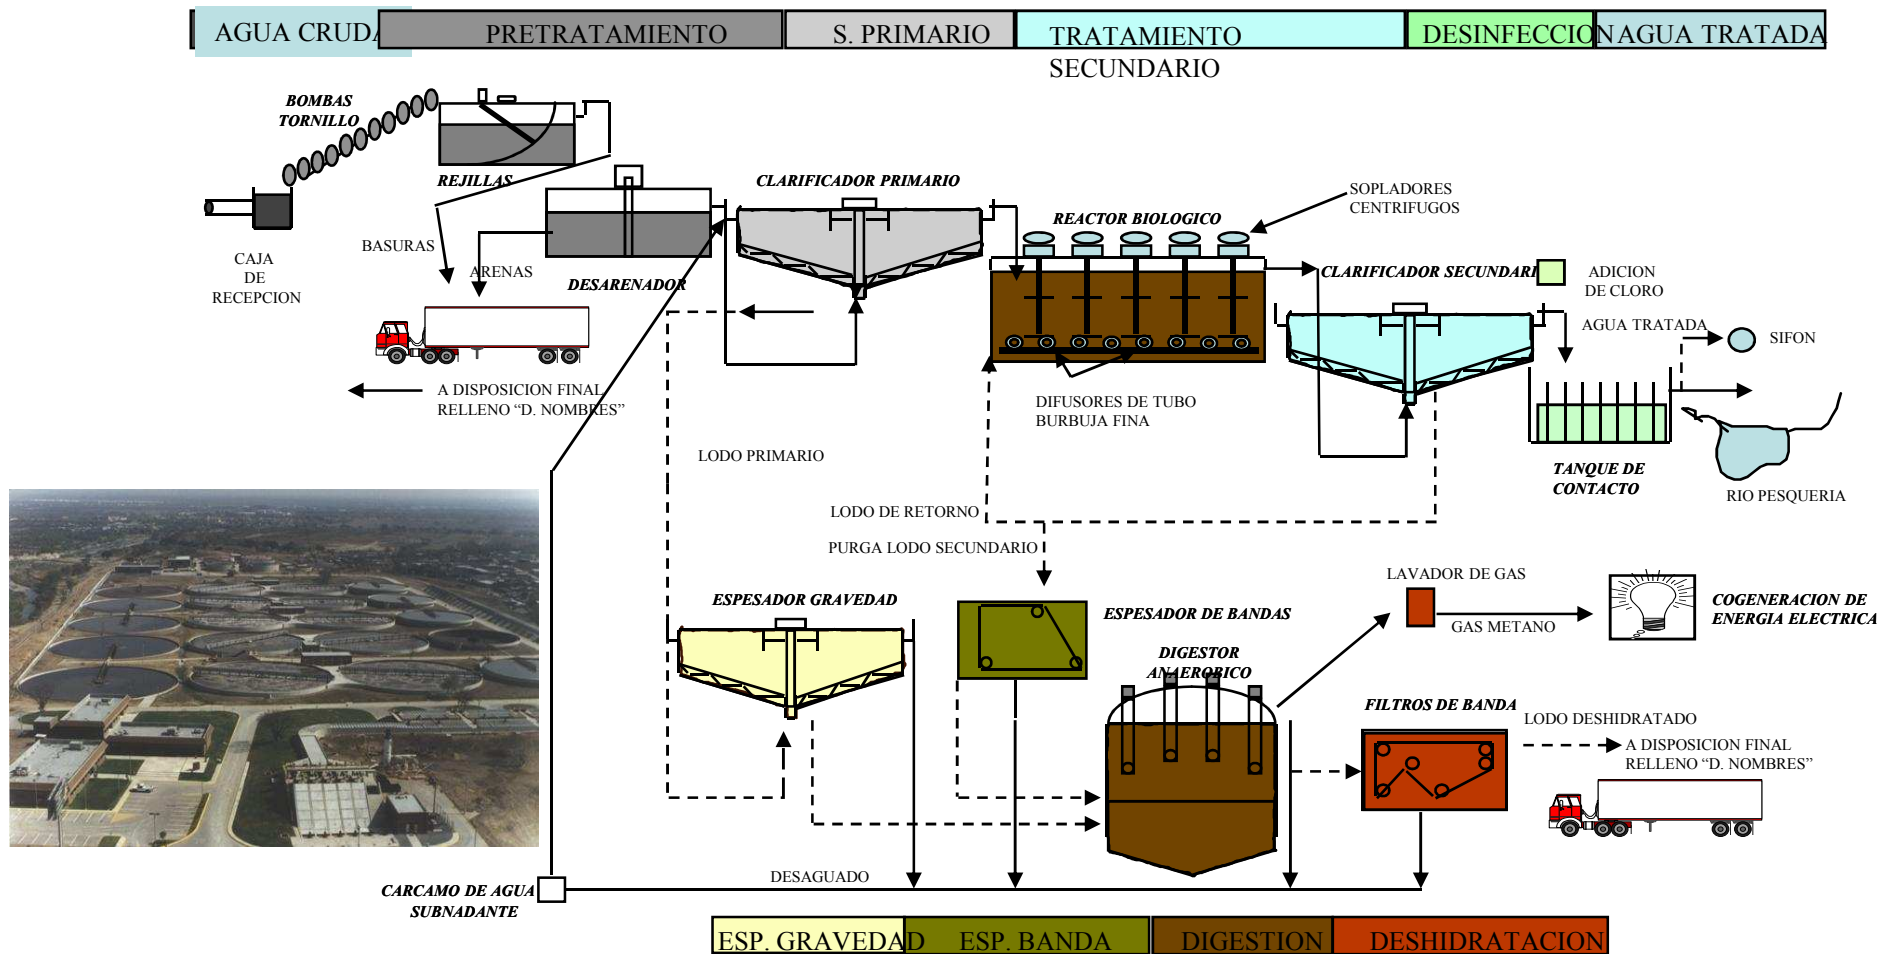 AGUA CRUDA
PRETRATAMIENTO
S. PRIMARIO
TRATAMIENTO
SECUNDARIO
DESINFECCION
AGUA TRATADA
BOMBAS
TORNILLO
REJILLAS
CLARIFICADOR PRIMARIO
SOPLADORES
CENTRIFUGOS
REACTOR BIOLOGICO
BASURAS
CAJA
DE
RECEPCION
ARENAS
DESARENADOR
CLARIFICADOR SECUNDARI
ADICION
DE CLORO
AGUA TRATADA
SIFON
A DISPOSICION FINAL
RELLENO “D. NOMBRES”
DIFUSORES DE TUBO
BURBUJA FINA
LODO PRIMARIO
TANQUE DE
CONTACTO
RIO PESQUERIA
LODO DE RETORNO
PURGA LODO SECUNDARIO
LAVADOR DE GAS
ESPESADOR GRAVEDAD
ESPESADOR DE BANDAS
GAS METANO
COGENERACION DE
ENERGIA ELECTRICA
DIGESTOR
ANAEROBICO
FILTROS DE BANDA
LODO DESHIDRATADO
A DISPOSICION FINAL
RELLENO “D. NOMBRES”
DESAGUADO
CARCAMO DE AGUA
SUBNADANTE
ESP. GRAVEDAD
ESP. BANDA
DIGESTION
DESHIDRATACION